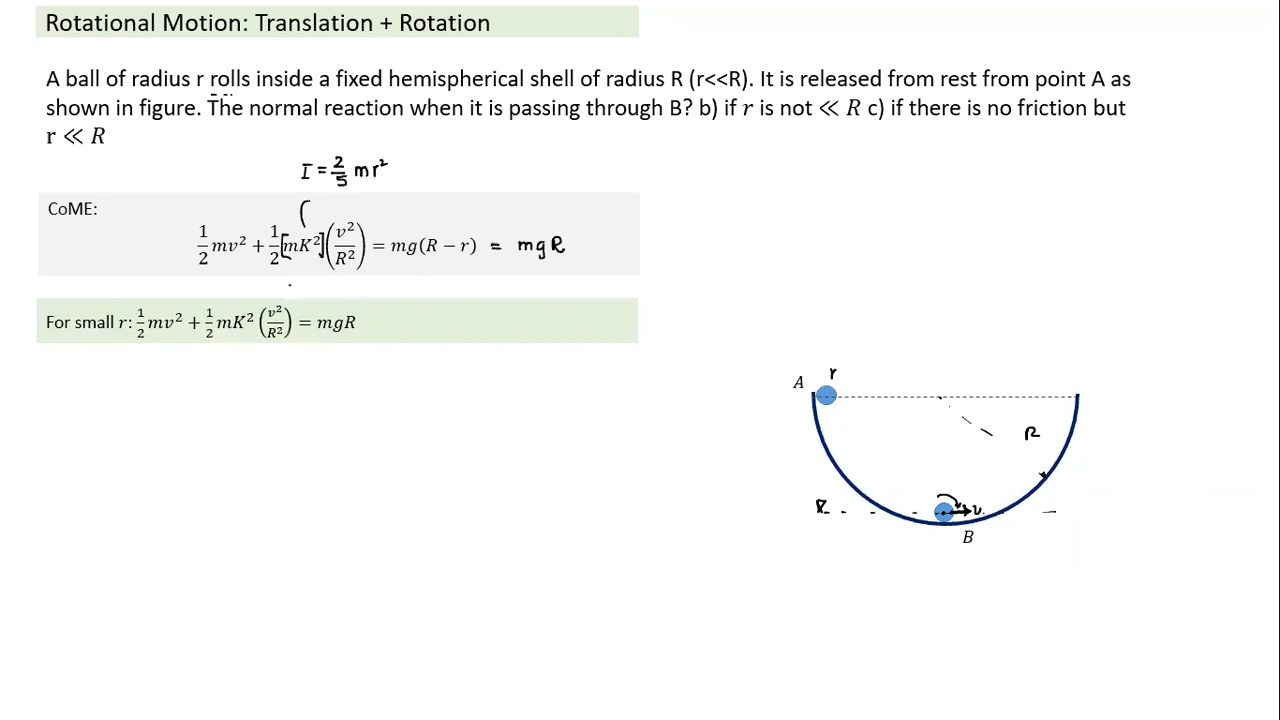 Rotational Motion: Translation + Rotation
A ball of radius r rolls inside a fixed hemispherical shell of radius R (r<<R). It is released from rest from point A as
shown in figure. The normal reaction when it is passing through B? b) if r is not ≪ R c) if there is no friction but
r ≪ R
I = 2/5 mr²
CoME:
1/2 mv² + 1/2 [mK²] (v²/R²) = mg(R − r) = mgR
For small r: 1/2 mv² + 1/2 mK² (v²/R²) = mgR
A r
R
v
B